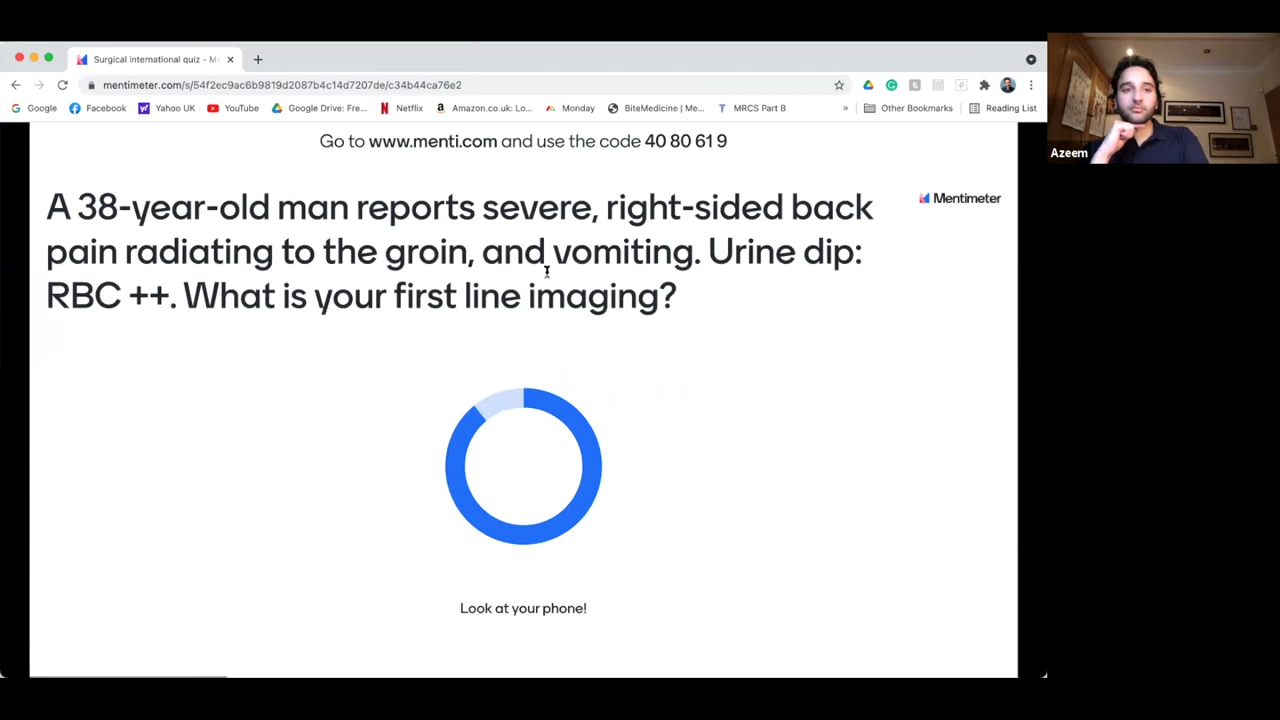 Surgical international quiz - Me
mentimeter.com/s/54f2ec9ac6b9819d2087b4c14d7207de/c34b44ca76e2
Google Facebook Yahoo UK YouTube Google Drive: Fre... Netflix Amazon.co.uk: Lo... Monday BiteMedicine | Me... MRCS Part B » Other Bookmarks Reading List
Azeem
Go to www.menti.com and use the code 40 80 61 9
Mentimeter
A 38-year-old man reports severe, right-sided back
pain radiating to the groin, and vomiting. Urine dip:
RBC ++. What is your first line imaging?
Look at your phone!